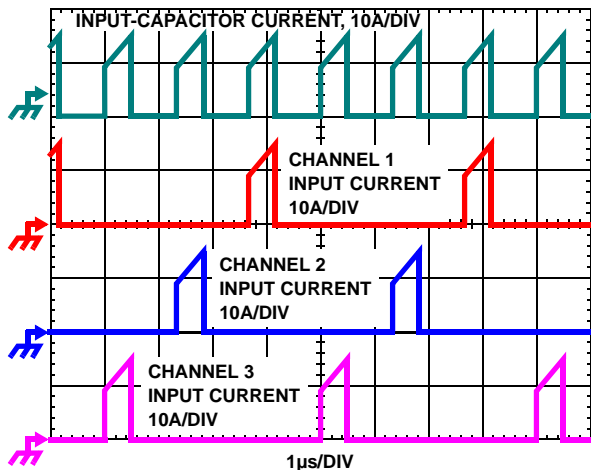 INPUT-CAPACITOR CURRENT, 10A/DIV
CHANNEL 1
INPUT CURRENT
10A/DIV
CHANNEL 2
INPUT CURRENT
10A/DIV
CHANNEL 3
INPUT CURRENT
10A/DIV
1µs/DIV